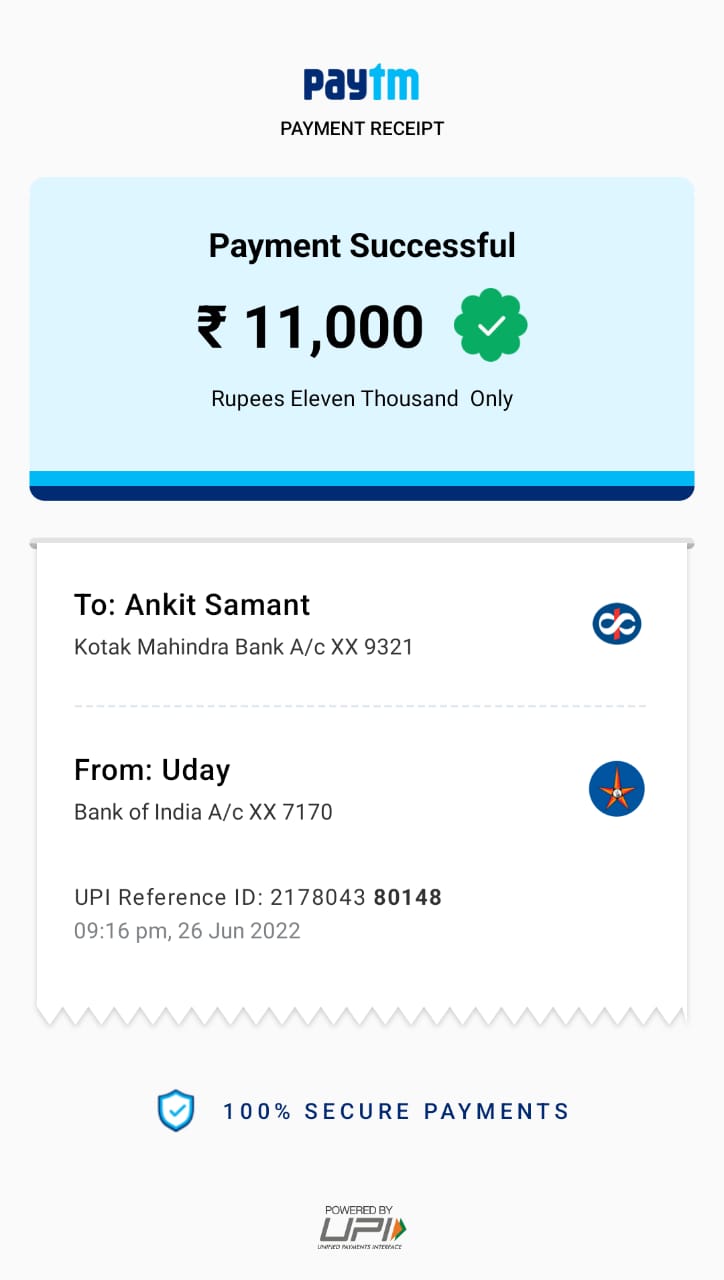 paytm
PAYMENT RECEIPT
Payment Successful
₹ 11,000
Rupees Eleven Thousand  Only
To: Ankit Samant
Kotak Mahindra Bank A/c XX 9321
From: Uday
Bank of India A/c XX 7170
UPI Reference ID: 2178043 80148
09:16 pm, 26 Jun 2022
100% SECURE PAYMENTS
POWERED BY
UPI
UNIFIED PAYMENTS INTERFACE